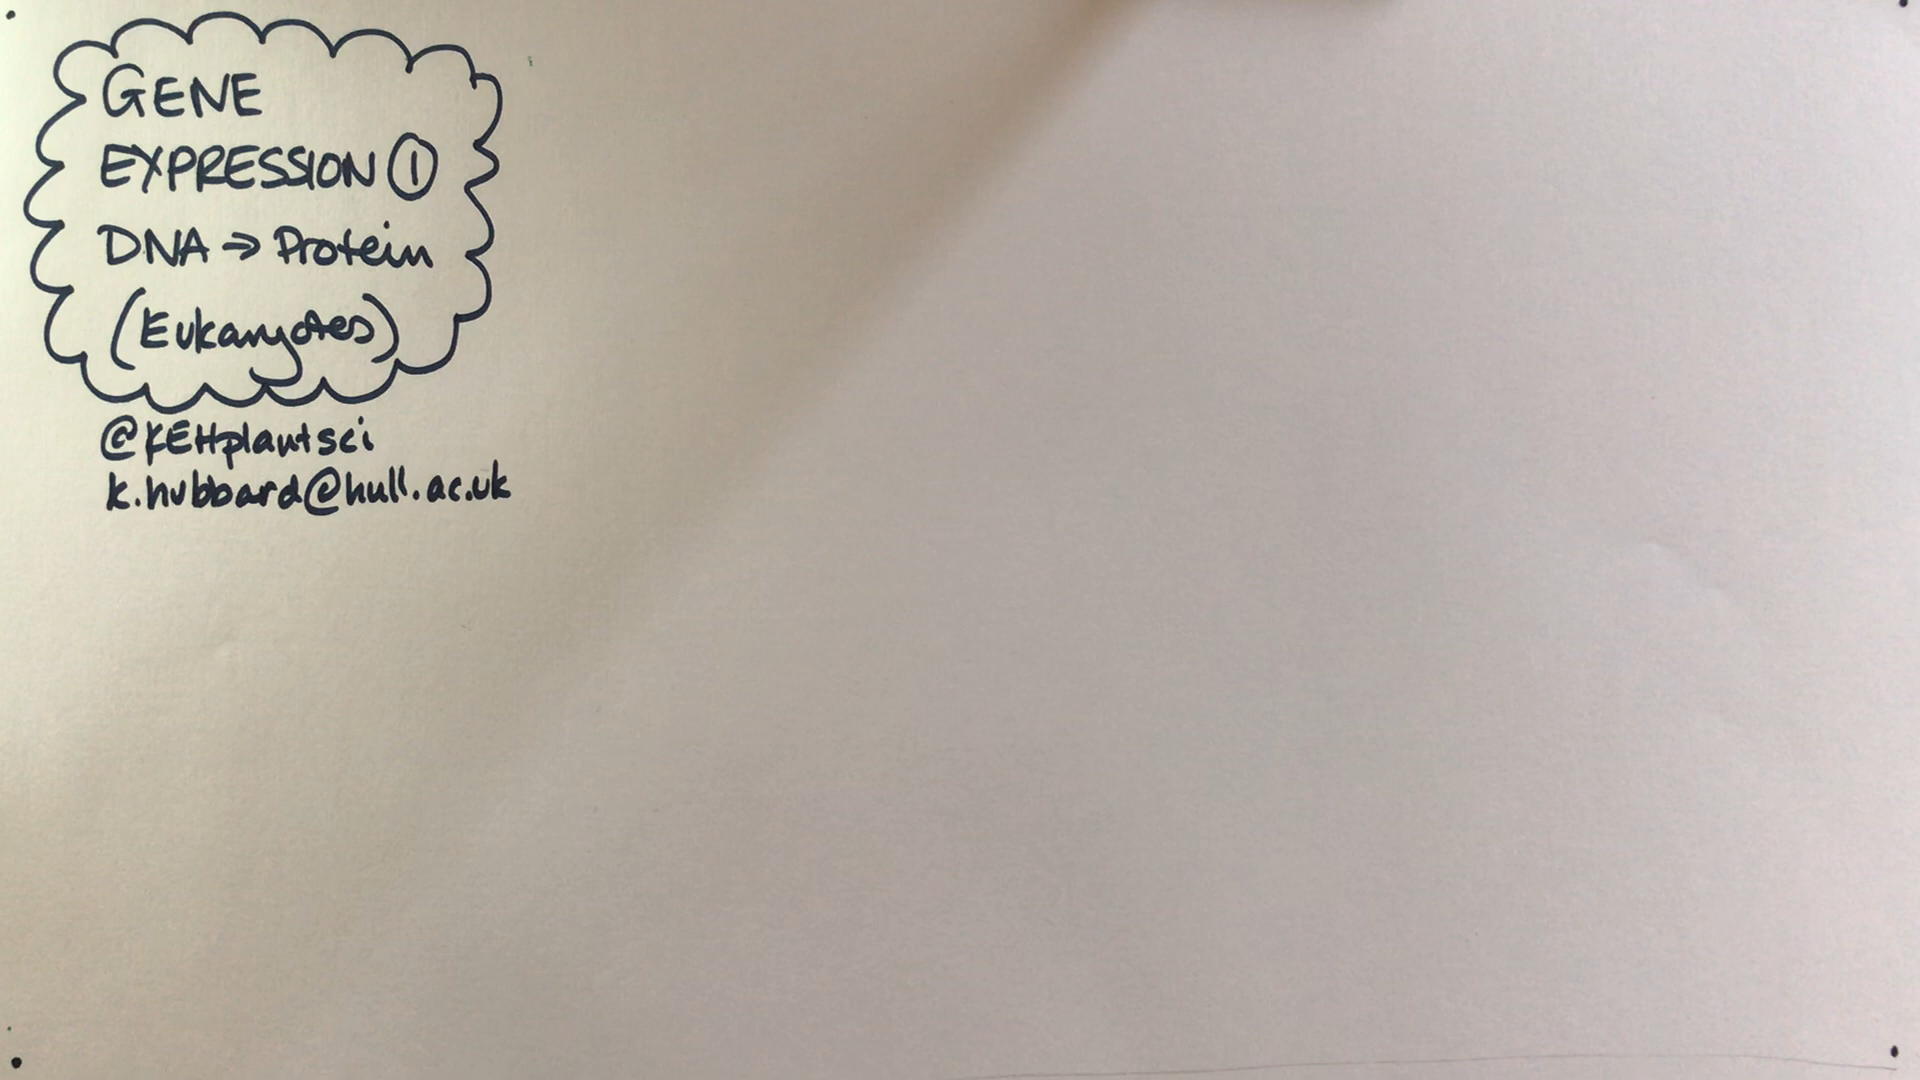 GENE
EXPRESSION ①
DNA → Protein
(Eukaryotes)
@KEHplantsci
k.hubbard@hull.ac.uk